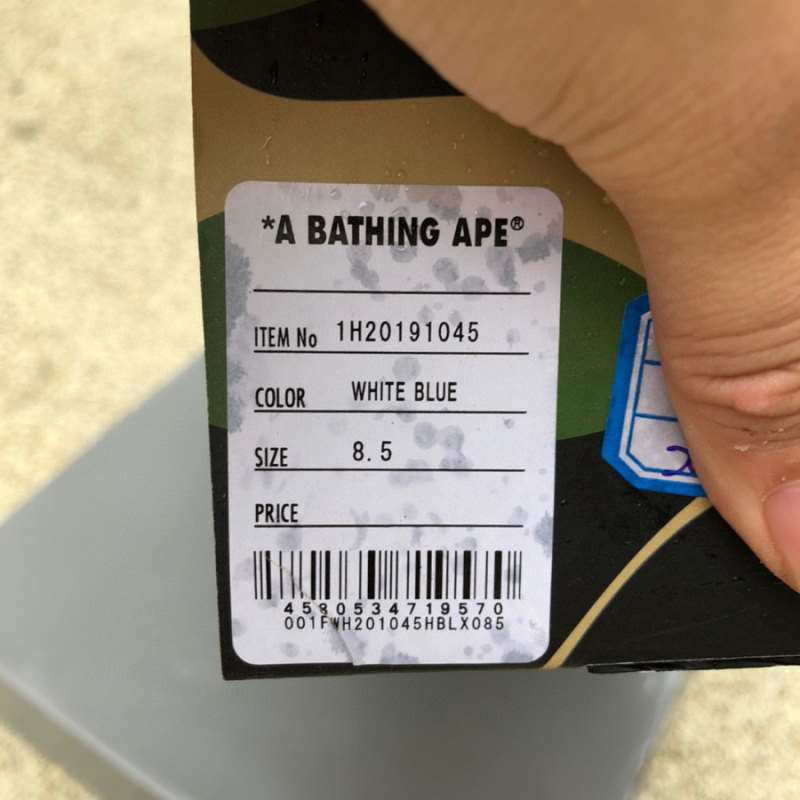 *A BATHING APE®
ITEM No 1H20191045
COLOR WHITE BLUE
SIZE 8.5
PRICE
4580534719570
001FWH201045HBLX085